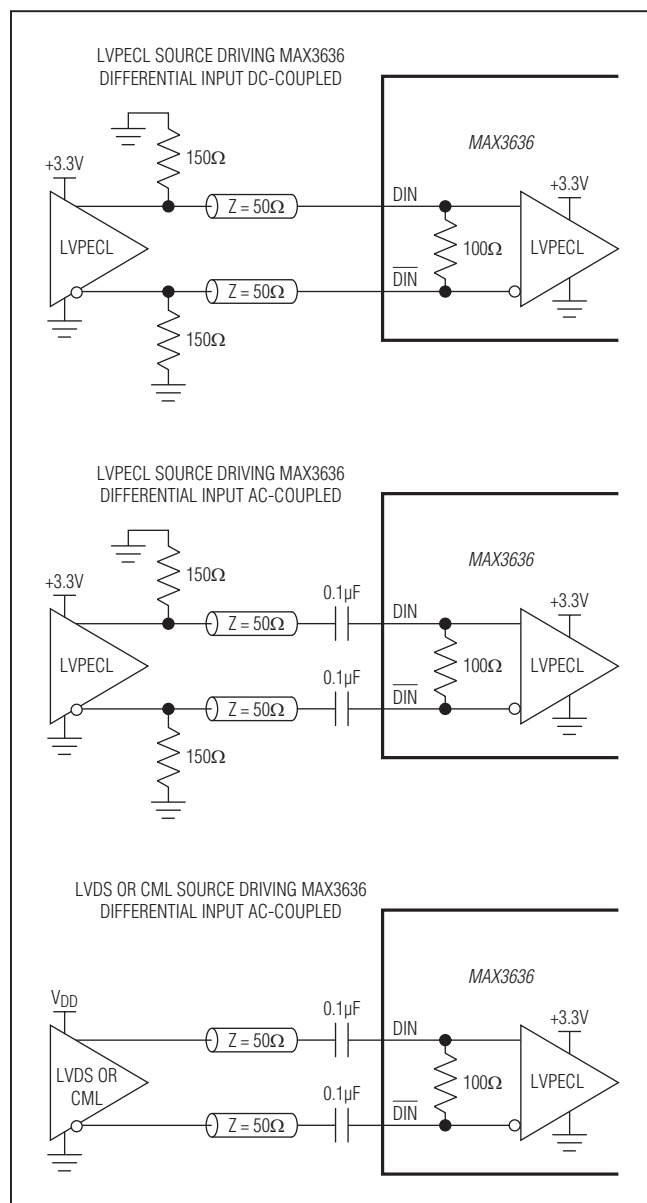 LVPECL SOURCE DRIVING MAX3636
DIFFERENTIAL INPUT DC-COUPLED
MAX3636
150Ω
+3.3V
+3.3V
Z = 50Ω
DIN
LVPECL
100Ω
LVPECL
Z = 50Ω
DIN
150Ω
LVPECL SOURCE DRIVING MAX3636
DIFFERENTIAL INPUT AC-COUPLED
MAX3636
150Ω
+3.3V
0.1µF
+3.3V
Z = 50Ω
DIN
LVPECL
0.1µF
100Ω
LVPECL
Z = 50Ω
DIN
150Ω
LVDS OR CML SOURCE DRIVING MAX3636
DIFFERENTIAL INPUT AC-COUPLED
MAX3636
VDD
0.1µF
+3.3V
Z = 50Ω
DIN
LVDS OR
CML
0.1µF
100Ω
LVPECL
Z = 50Ω
DIN